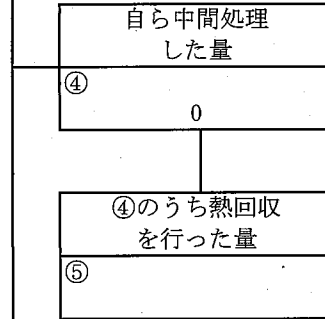 自ら中間処理
した量
④
0
④のうち熱回収
を行った量
⑤